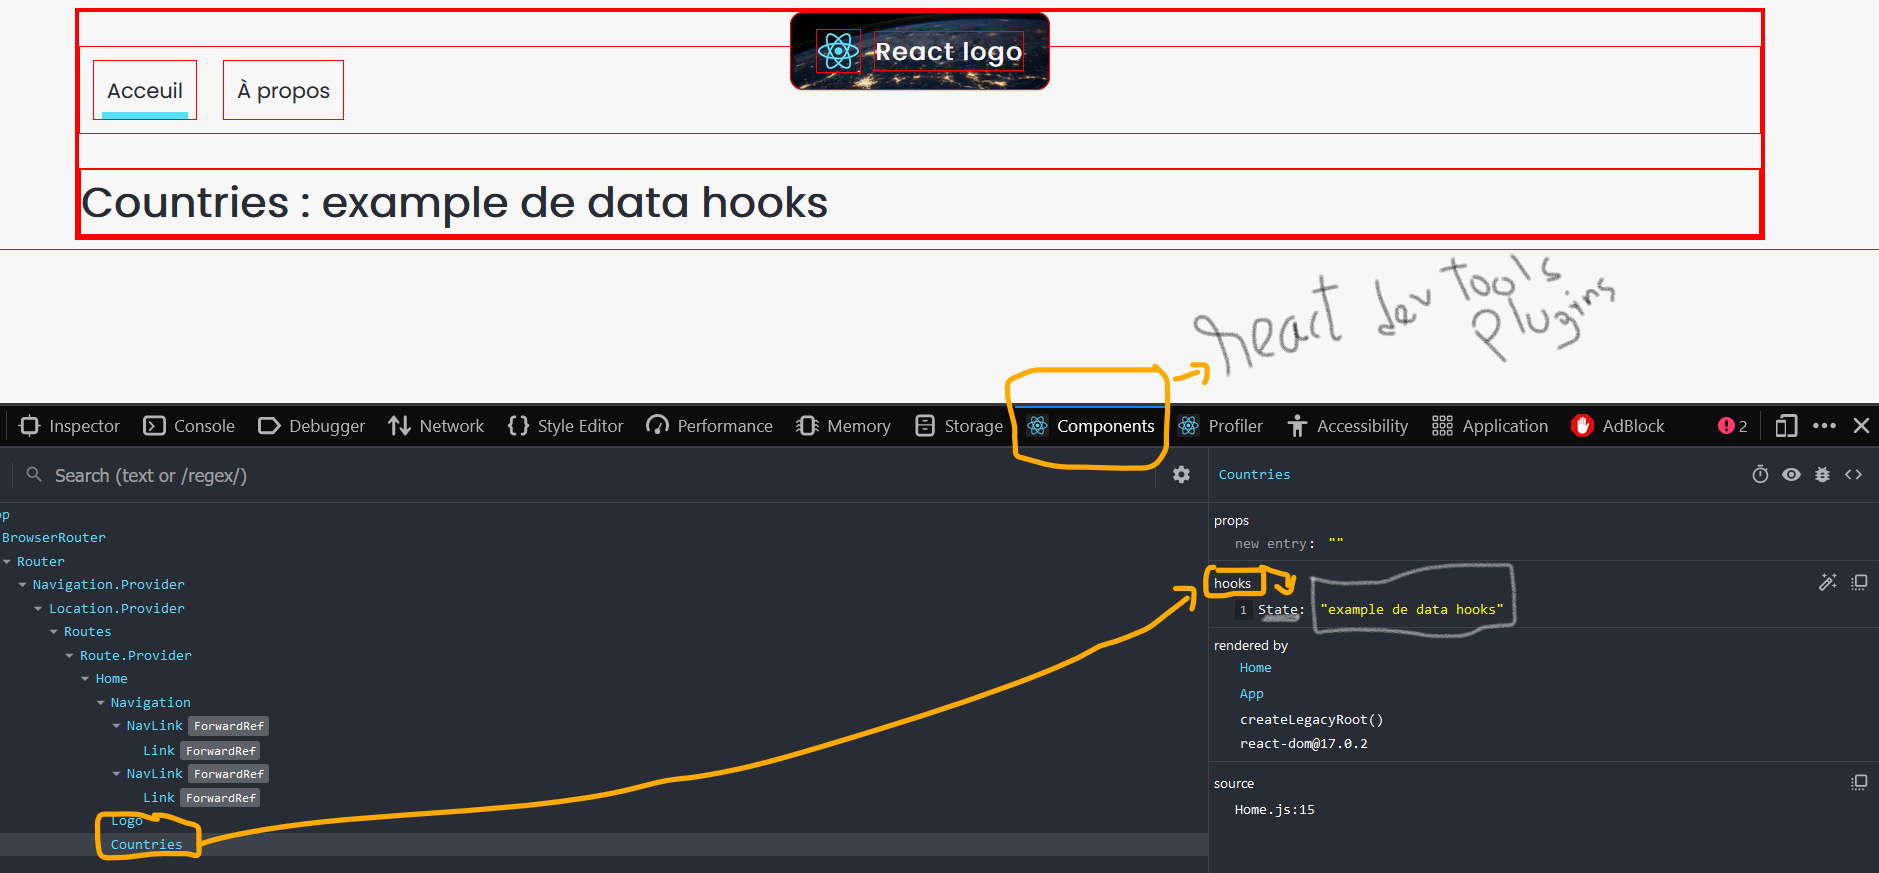 React logo
Acceuil
À propos
Countries : example de data hooks
react dev tools
plugins
Inspector
Console
Debugger
Network
Style Editor
Performance
Memory
Storage
Components
Profiler
Accessibility
Application
AdBlock
2
Search (text or /regex/)
Countries
pp
BrowserRouter
Router
Navigation.Provider
Location.Provider
Routes
Route.Provider
Home
Navigation
NavLink ForwardRef
Link ForwardRef
NavLink ForwardRef
Link ForwardRef
Logo
Countries
props
new entry: ""
hooks
1 State: "example de data hooks"
rendered by
Home
App
createLegacyRoot()
react-dom@17.0.2
source
Home.js:15